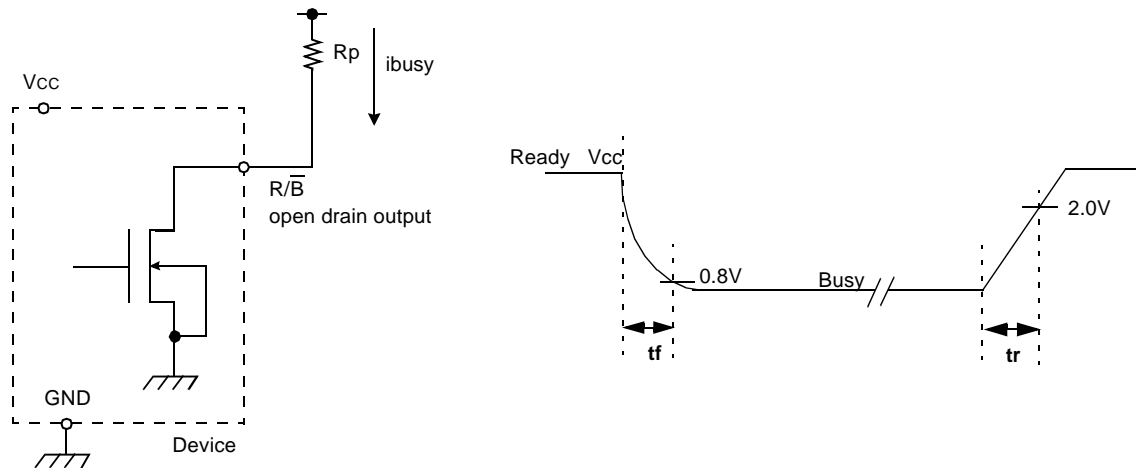 Rp
ibusy
VCC
R/B̅
open drain output
GND
Device
Ready Vcc
2.0V
0.8V
Busy
tf
tr